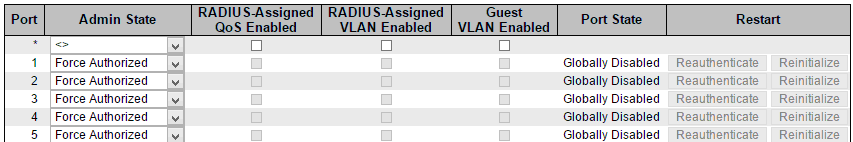 Port Admin State RADIUS-Assigned QoS Enabled RADIUS-Assigned VLAN Enabled Guest VLAN Enabled Port State Restart
* <>
1 Force Authorized Globally Disabled Reauthenticate Reinitialize
2 Force Authorized Globally Disabled Reauthenticate Reinitialize
3 Force Authorized Globally Disabled Reauthenticate Reinitialize
4 Force Authorized Globally Disabled Reauthenticate Reinitialize
5 Force Authorized Globally Disabled Reauthenticate Reinitialize